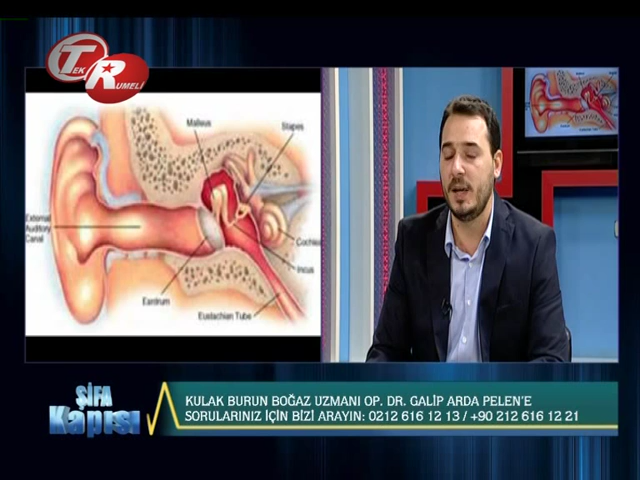 TEK
RUMELİ
Malleus
Stapes
External
Auditory
Canal
Cochlea
Incus
Eardrum
Eustachian Tube
ŞİFA
Kapısı
KULAK BURUN BOĞAZ UZMANI OP. DR. GALİP ARDA PELEN'E
SORULARINIZ İÇİN BİZİ ARAYIN: 0212 616 12 13 / +90 212 616 12 21